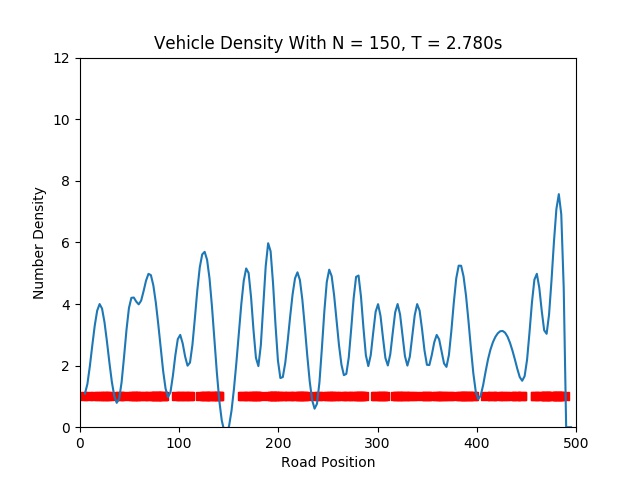 Vehicle Density With N = 150, T = 2.780s
12
10
8
6
4
2
0
Number Density
0 100 200 300 400 500
Road Position